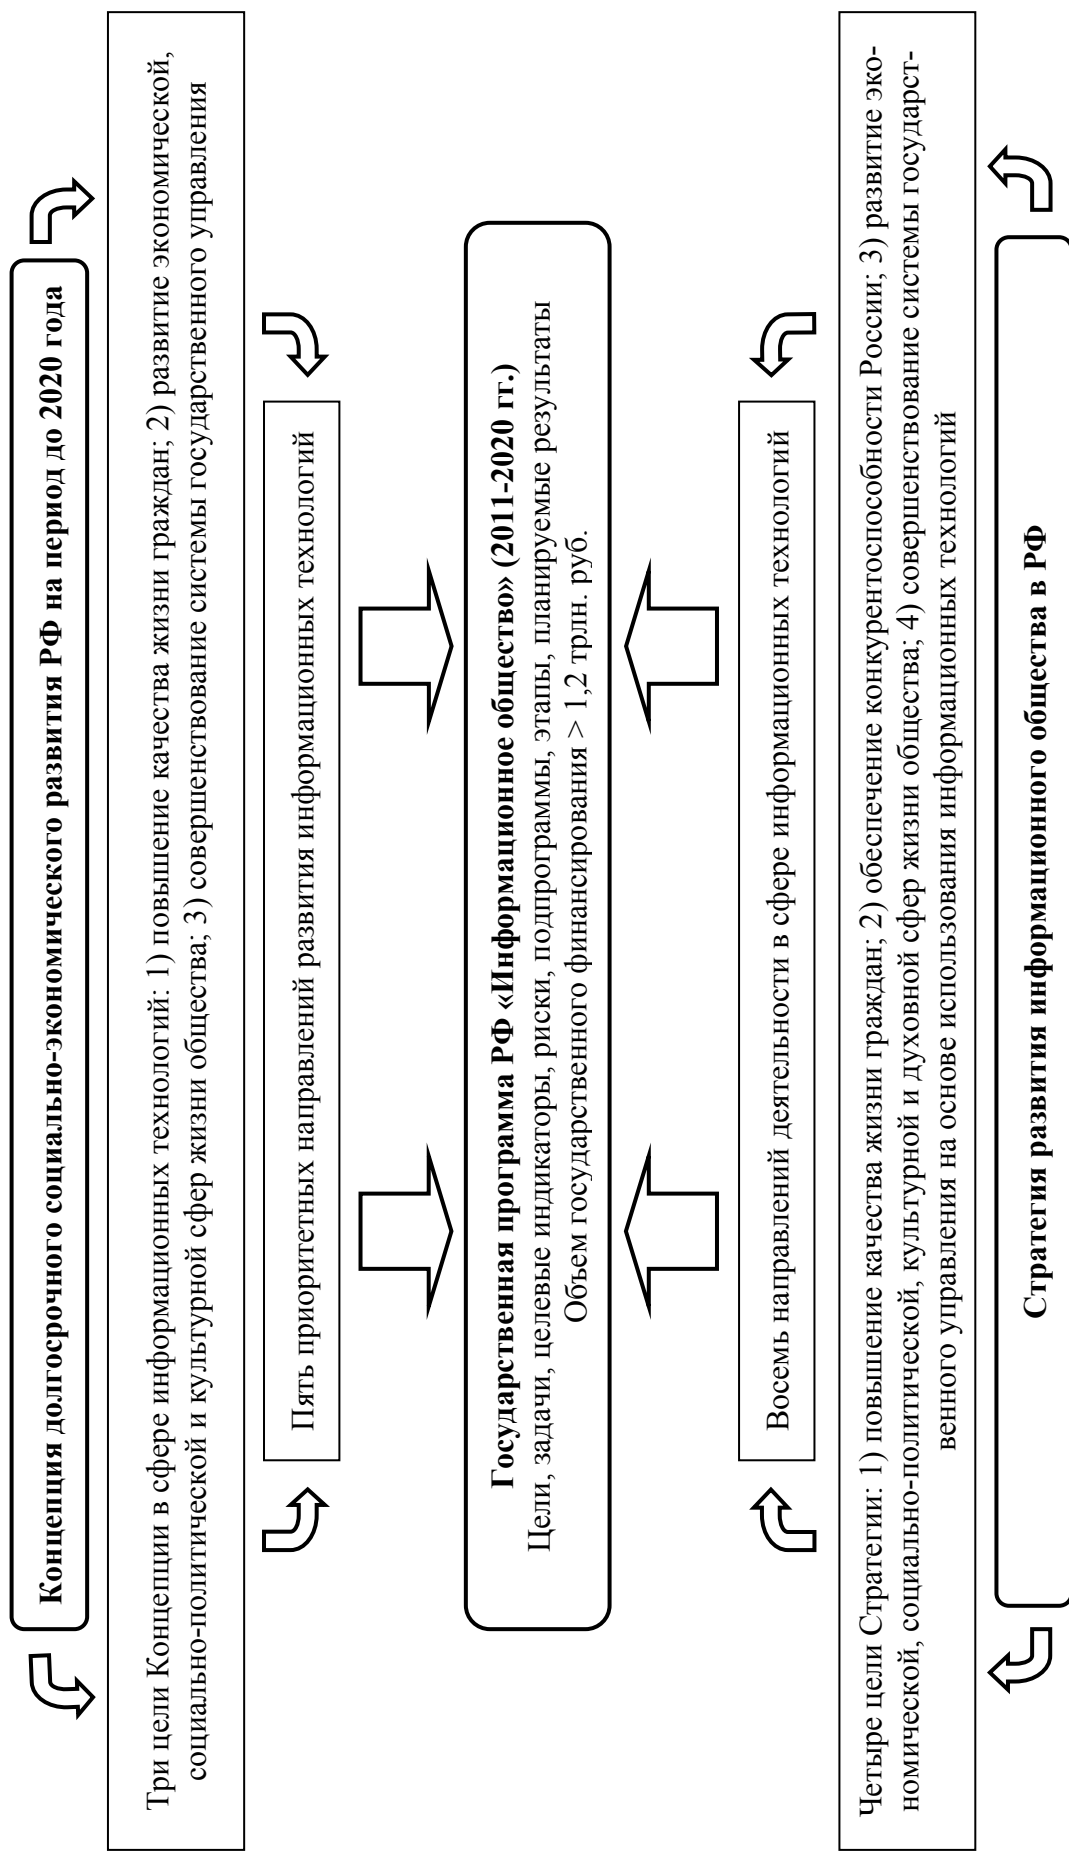 Концепция долгосрочного социально-экономического развития РФ на период до 2020 года
Три цели Концепции в сфере информационных технологий: 1) повышение качества жизни граждан; 2) развитие экономической,
социально-политической и культурной сфер жизни общества; 3) совершенствование системы государственного управления
Пять приоритетных направлений развития информационных технологий
Государственная программа РФ «Информационное общество» (2011-2020 гг.)
Цели, задачи, целевые индикаторы, риски, подпрограммы, этапы, планируемые результаты
Объем государственного финансирования > 1,2 трлн. руб.
Восемь направлений деятельности в сфере информационных технологий
Четыре цели Стратегии: 1) повышение качества жизни граждан; 2) обеспечение конкурентоспособности России; 3) развитие эко-
номической, социально-политической, культурной и духовной сфер жизни общества; 4) совершенствование системы государст-
венного управления на основе использования информационных технологий
Стратегия развития информационного общества в РФ